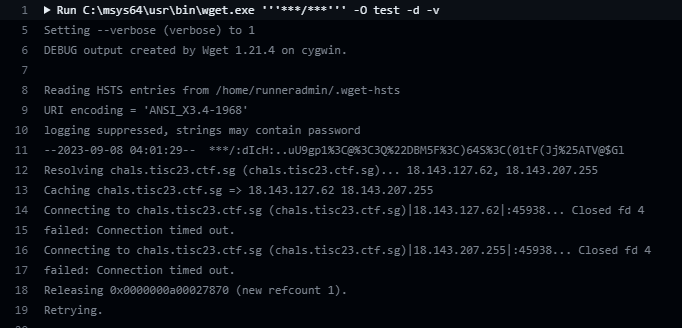 1 ▶ Run C:\msys64\usr\bin\wget.exe '''***/***''' -O test -d -v
5 Setting --verbose (verbose) to 1
6 DEBUG output created by Wget 1.21.4 on cygwin.
7
8 Reading HSTS entries from /home/runneradmin/.wget-hsts
9 URI encoding = 'ANSI_X3.4-1968'
10 logging suppressed, strings may contain password
11 --2023-09-08 04:01:29--  ***/:dIcH:..uU9gp1%3C@%3C3Q%22DBM5F%3C)64S%3C(01tF(Jj%25ATV@$Gl
12 Resolving chals.tisc23.ctf.sg (chals.tisc23.ctf.sg)... 18.143.127.62, 18.143.207.255
13 Caching chals.tisc23.ctf.sg => 18.143.127.62 18.143.207.255
14 Connecting to chals.tisc23.ctf.sg (chals.tisc23.ctf.sg)|18.143.127.62|:45938... Closed fd 4
15 failed: Connection timed out.
16 Connecting to chals.tisc23.ctf.sg (chals.tisc23.ctf.sg)|18.143.207.255|:45938... Closed fd 4
17 failed: Connection timed out.
18 Releasing 0x0000000a00027870 (new refcount 1).
19 Retrying.